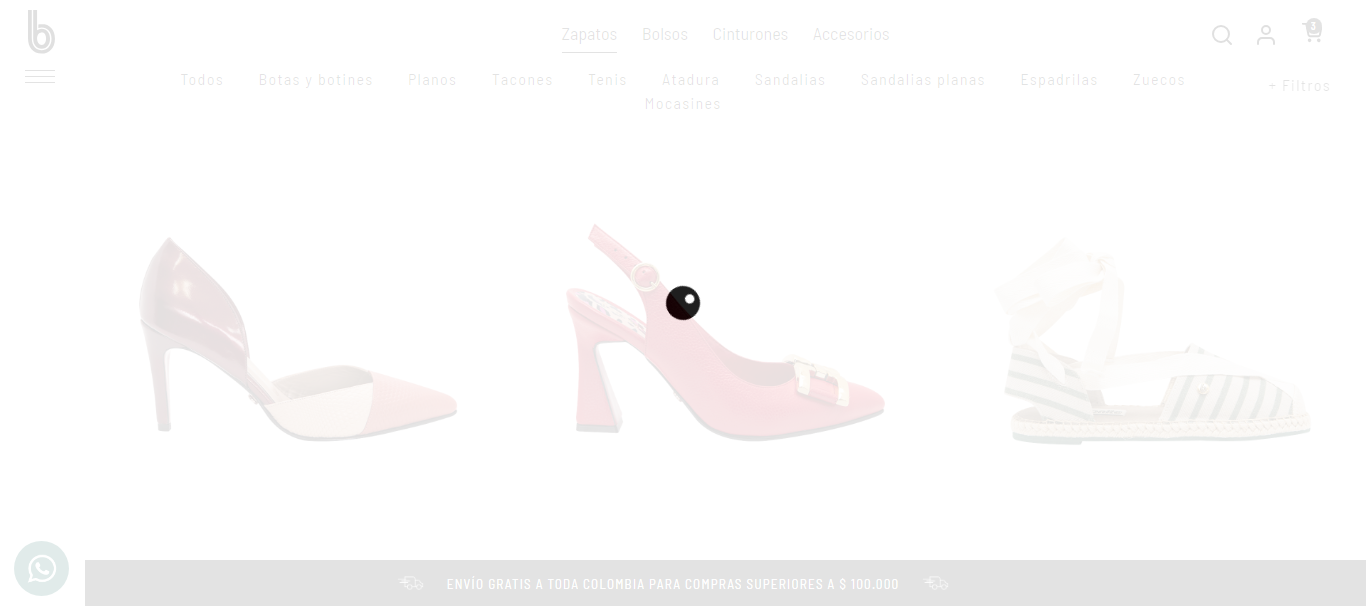 b
Zapatos Bolsos Cinturones Accesorios
3
Todos Botas y botines Planos Tacones Tenis Atadura Sandalias Sandalias planas Espadrilas Zuecos
Mocasines
+ Filtros
ENVÍO GRATIS A TODA COLOMBIA PARA COMPRAS SUPERIORES A $ 100.000